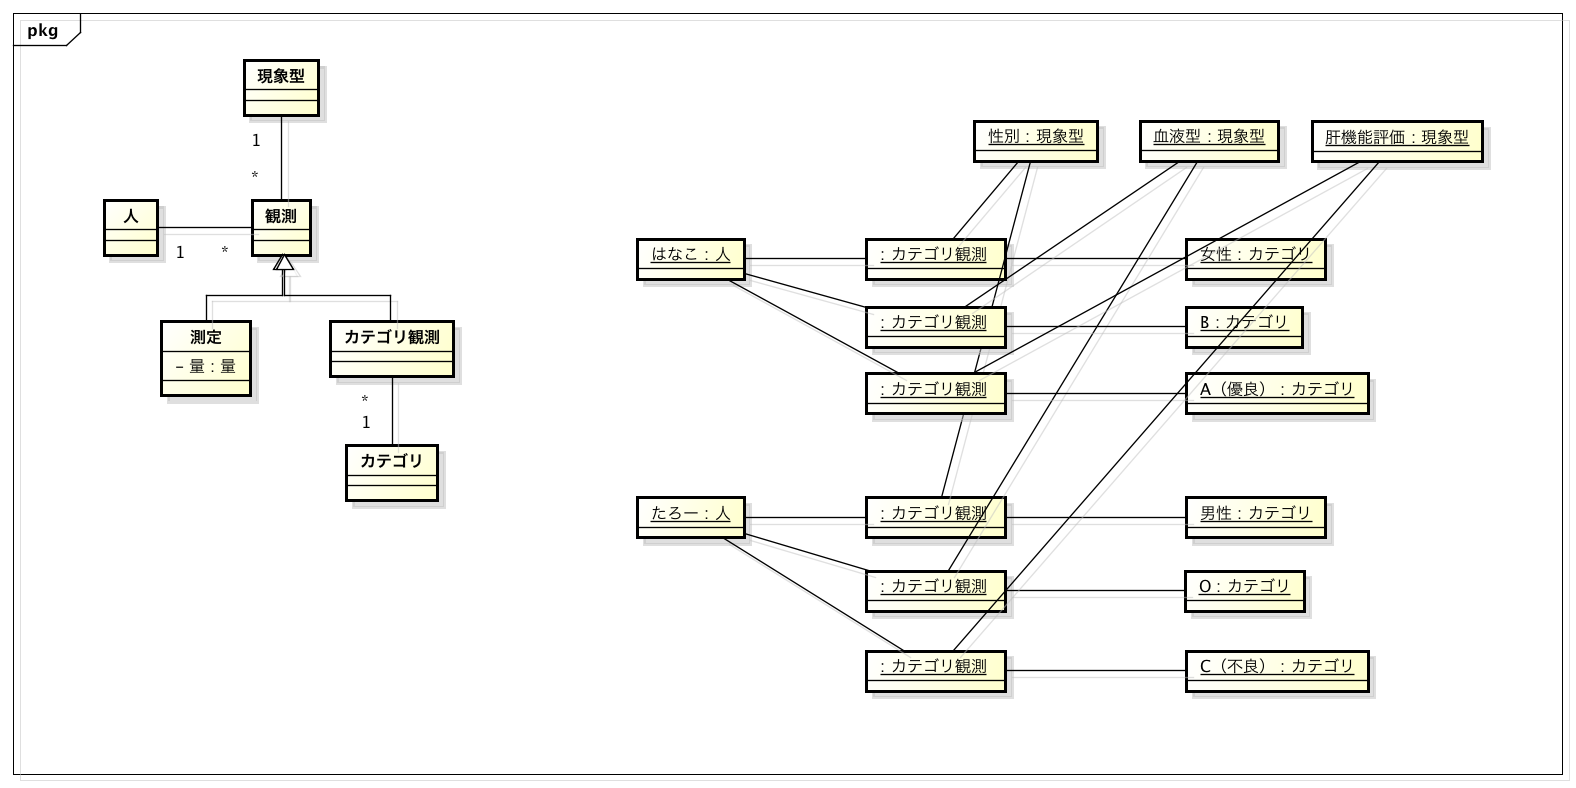 pkg
現象型
1
*
人
観測
1
*
測定
− 量：量
カテゴリ観測
*
1
カテゴリ
性別：現象型
血液型：現象型
肝機能評価：現象型
はなこ：人
：カテゴリ観測
女性：カテゴリ
：カテゴリ観測
B：カテゴリ
：カテゴリ観測
A（優良）：カテゴリ
たろー：人
：カテゴリ観測
男性：カテゴリ
：カテゴリ観測
O：カテゴリ
：カテゴリ観測
C（不良）：カテゴリ